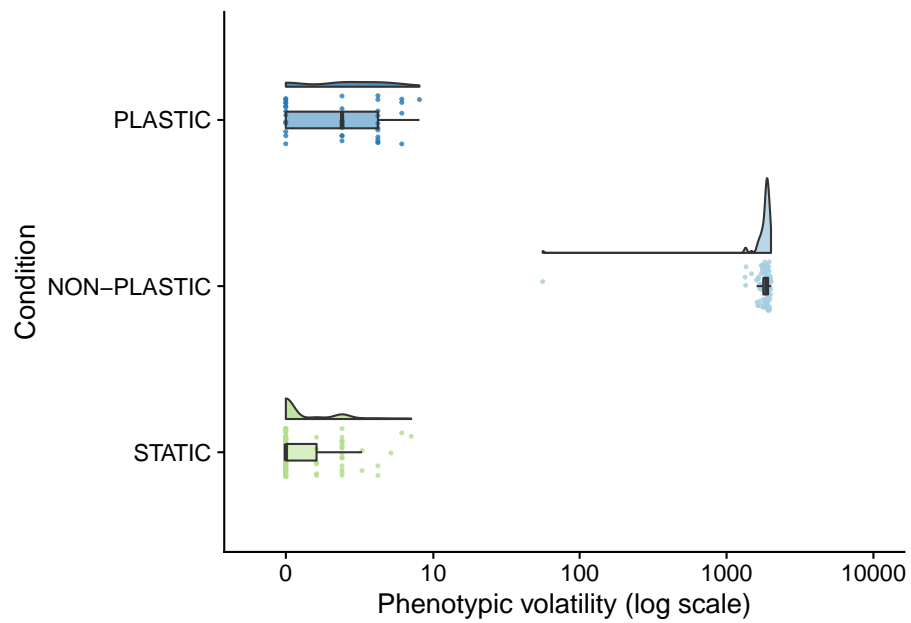 Condition
PLASTIC
NON−PLASTIC
STATIC
0 10 100 1000 10000
Phenotypic volatility (log scale)